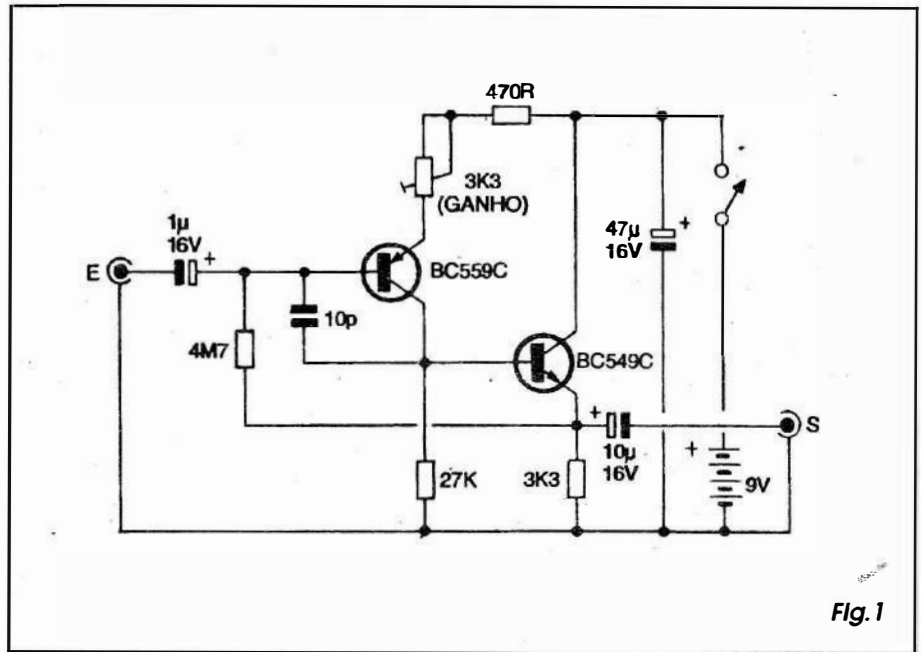 470R
3K3
(GANHO)
1µ
16V
+
E
BC559C
47µ
16V
+
10p
4M7
BC549C
+
10µ
16V
S
27K
3K3
+
9V
Fig. 1